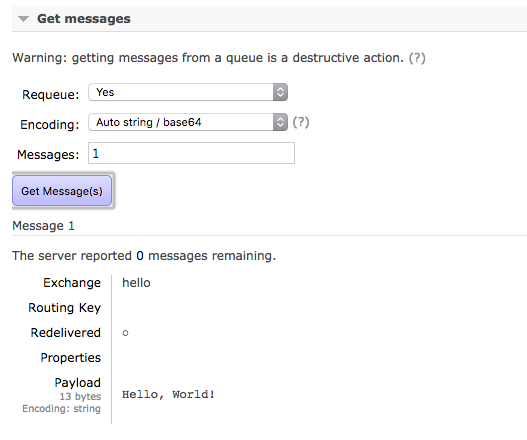 Get messages
Warning: getting messages from a queue is a destructive action. (?)
Requeue: Yes
Encoding: Auto string / base64 (?)
Messages: 1
Get Message(s)
Message 1
The server reported 0 messages remaining.
Exchange hello
Routing Key
Redelivered ○
Properties
Payload
13 bytes
Encoding: string
Hello, World!